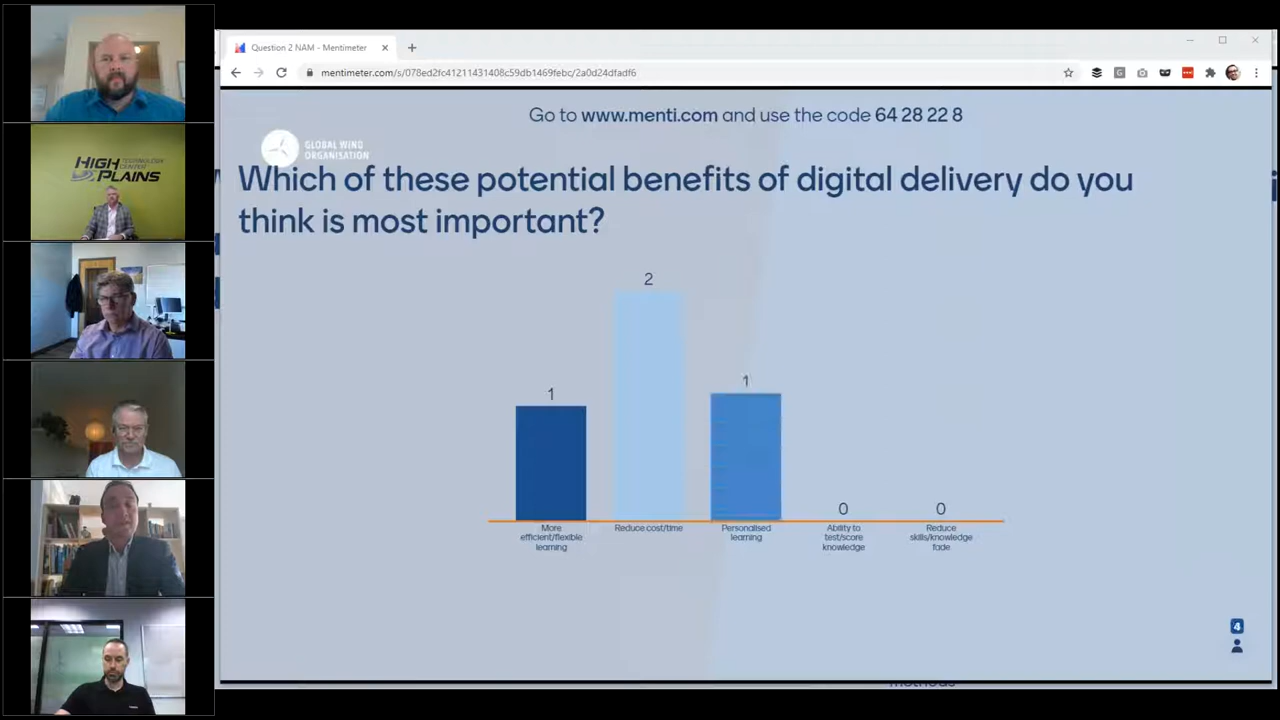 HIGH TECHNOLOGY
CENTER
PLAINS
Question 2 NAM - Mentimeter
mentimeter.com/s/078ed2fc41211431408c59db1469febc/2a0d24dfadf6
Go to www.menti.com and use the code 64 28 22 8
GLOBAL WIND
ORGANISATION
Which of these potential benefits of digital delivery do you
think is most important?
1
2
1
0
0
More
efficient/flexible
learning
Reduce cost/time
Personalised
learning
Ability to
test/score
knowledge
Reduce
skills/knowledge
fade
4
methods